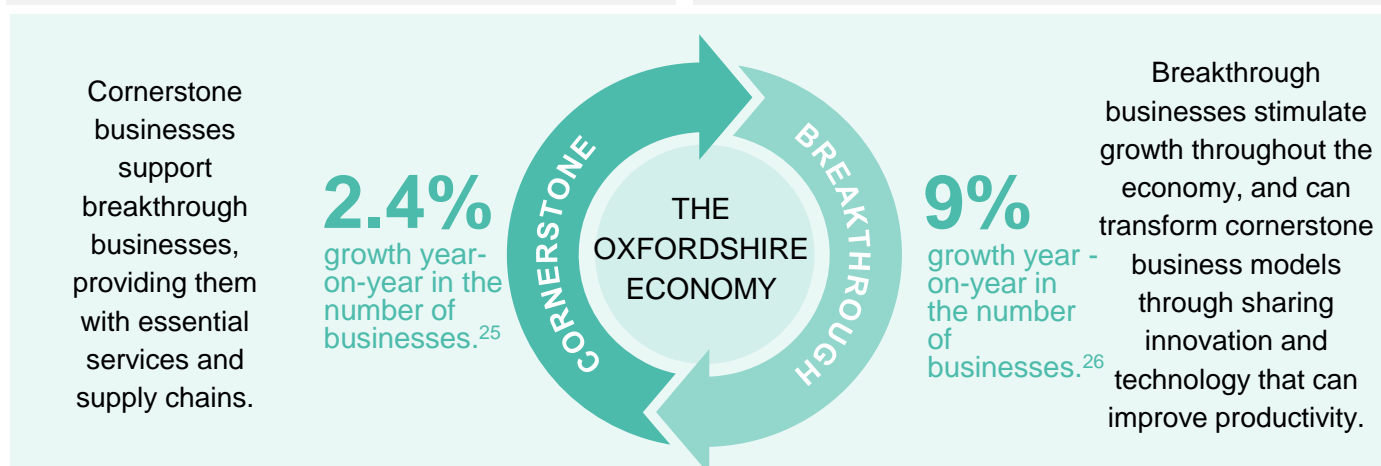 Cornerstone
businesses
support
breakthrough
businesses,
providing them
with essential
services and
supply chains.
2.4%
growth year-
on-year in the
number of
businesses.25
CORNERSTONE
THE
OXFORDSHIRE
ECONOMY
BREAKTHROUGH
9%
growth year -
on-year in
the number
of
businesses.26
Breakthrough
businesses stimulate
growth throughout the
economy, and can
transform cornerstone
business models
through sharing
innovation and
technology that can
improve productivity.